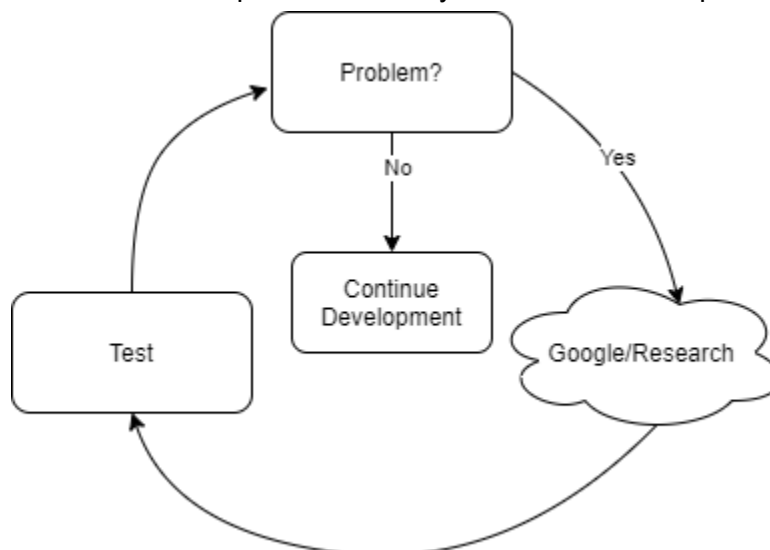 Problem?
No
Yes
Continue
Development
Test
Google/Research